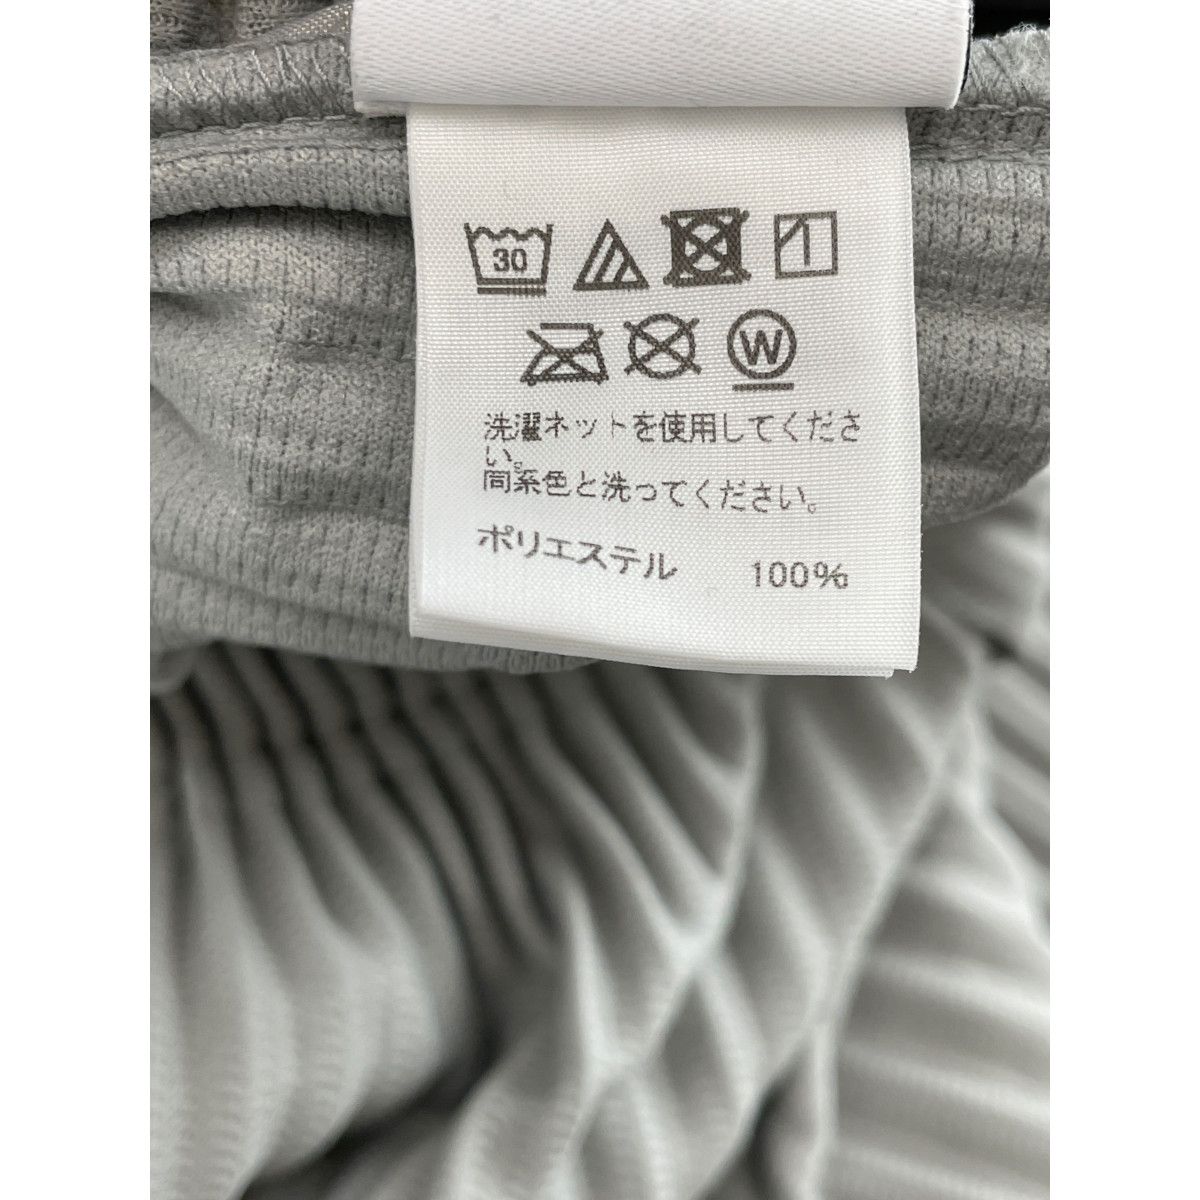 30
W
洗濯ネットを使用してくださ
い。
同系色と洗ってください。
ポリエステル 100%